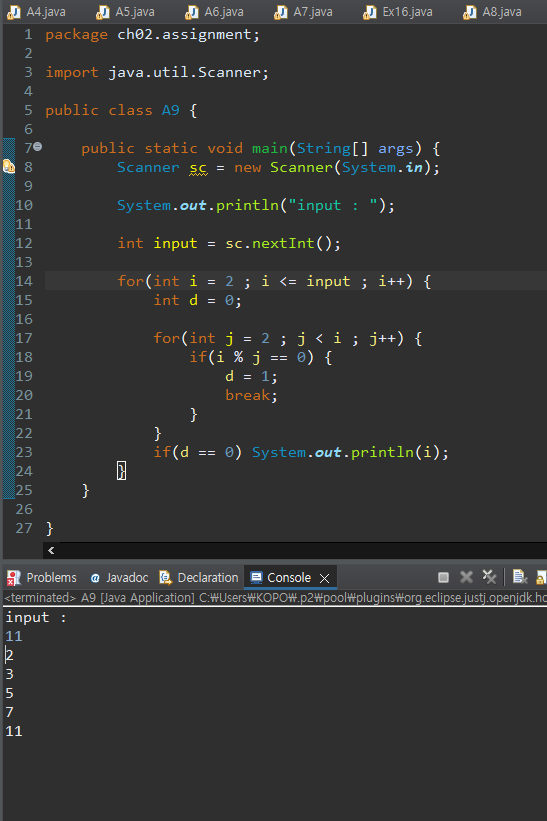 A4.java A5.java A6.java A7.java Ex16.java A8.java
1 package ch02.assignment;
2
3 import java.util.Scanner;
4
5 public class A9 {
6
7 public static void main(String[] args) {
8 Scanner sc = new Scanner(System.in);
9
10 System.out.println("input : ");
11
12 int input = sc.nextInt();
13
14 for(int i = 2 ; i <= input ; i++) {
15 int d = 0;
16
17 for(int j = 2 ; j < i ; j++) {
18 if(i % j == 0) {
19 d = 1;
20 break;
21 }
22 }
23 if(d == 0) System.out.println(i);
24 }
25 }
26
27 }
Problems Javadoc Declaration Console
<terminated> A9 [Java Application] C:₩Users₩KOPO₩.p2₩pool₩plugins₩org.eclipse.justj.openjdk.ho
input :
11
2
3
5
7
11